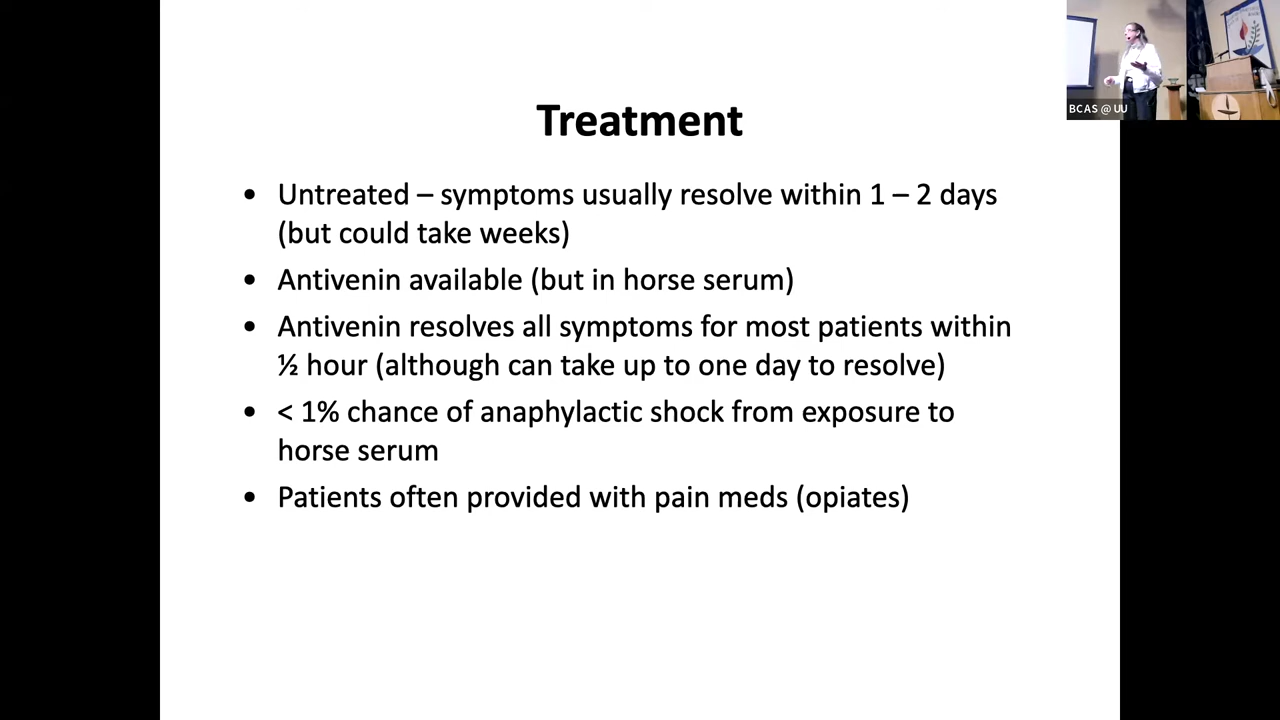 BCAS @ UU
Treatment
• Untreated – symptoms usually resolve within 1 – 2 days
(but could take weeks)
• Antivenin available (but in horse serum)
• Antivenin resolves all symptoms for most patients within
½ hour (although can take up to one day to resolve)
• < 1% chance of anaphylactic shock from exposure to
horse serum
• Patients often provided with pain meds (opiates)